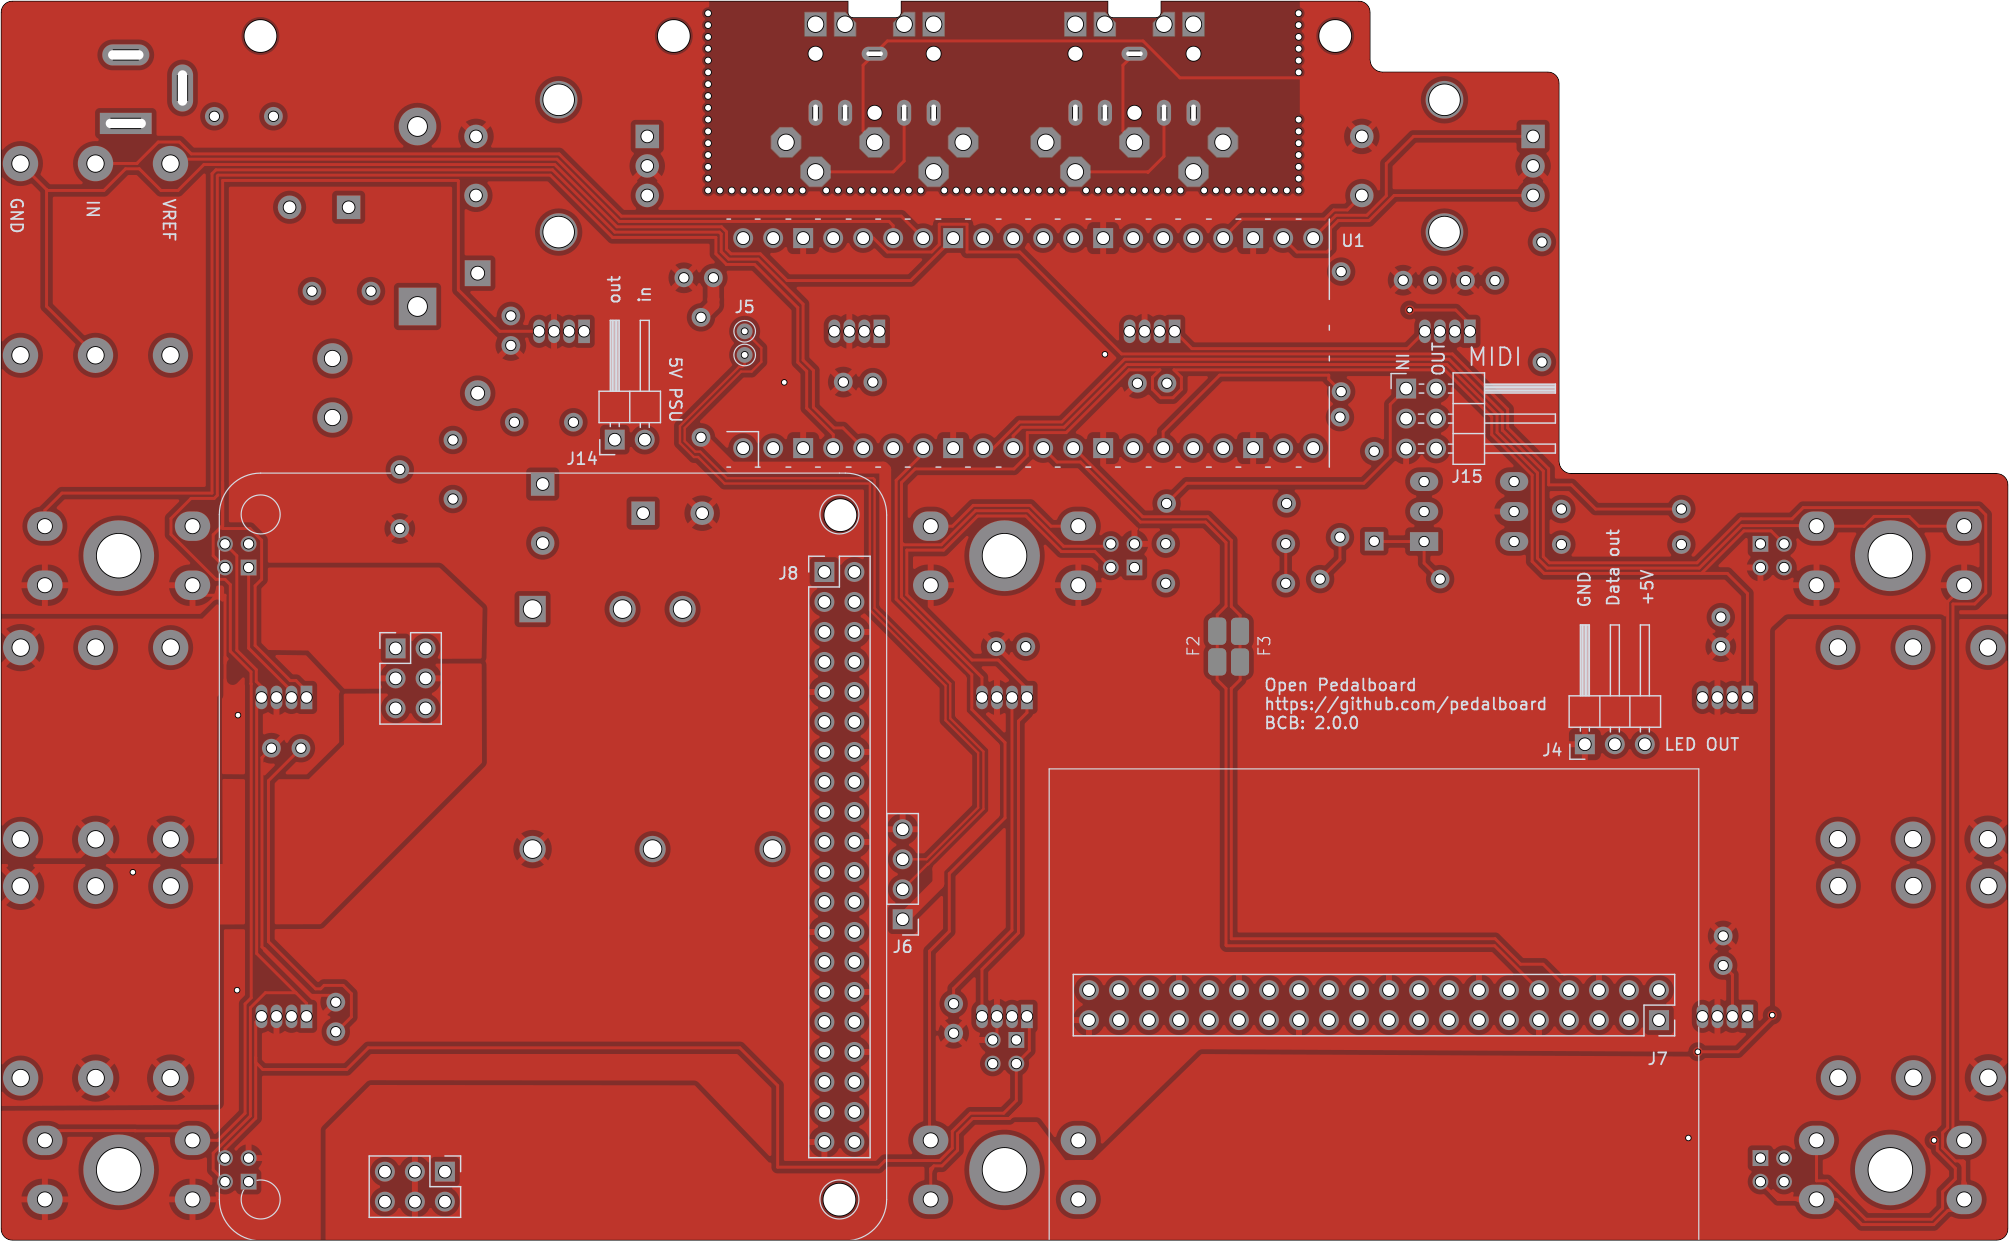 GND
IN
VREF
U1
out
in
J5
5V PSU
J14
IN
OUT
MIDI
J15
J8
GND
Data out
+5V
F2
F3
Open Pedalboard
https://github.com/pedalboard
BCB: 2.0.0
J4
LED OUT
J6
J7